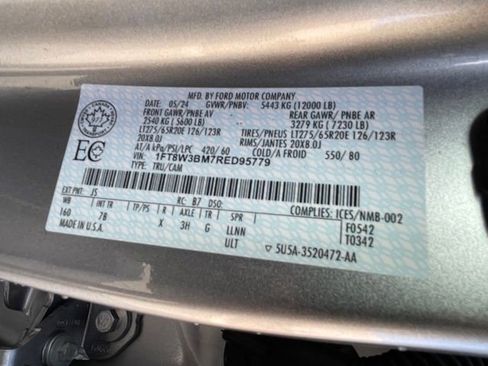 MFD. BY FORD MOTOR COMPANY
DATE: 05/24 GVWR/PNBV: 5443 KG (12000 LB)
FRONT GAWR/ PNBE AV REAR GAWR/ PNBE AR
2540 KG (5600 LB) 3279 KG (7230 LB)
LT275/65R20E 126/123R TIRES/PNEUS LT275/65R20E 126/123R
20X8.0J RIMS/JANTES 20X8.0J
AT/A kPa/PSI/LPC 420/60 COLD/A FROID 550/80
VIN: 1FT8W3BM7RED95779
TYPE: TRU/CAM
EC
EXT PNT: JS RC: B7 DSO: COMPLIES: ICES/NMB-002
WB TP/PS R AXLE TR SPR F0542
160 7B X 3H G LLNN T0342
MADE IN U.S.A. ULT 5U5A-3520472-AA